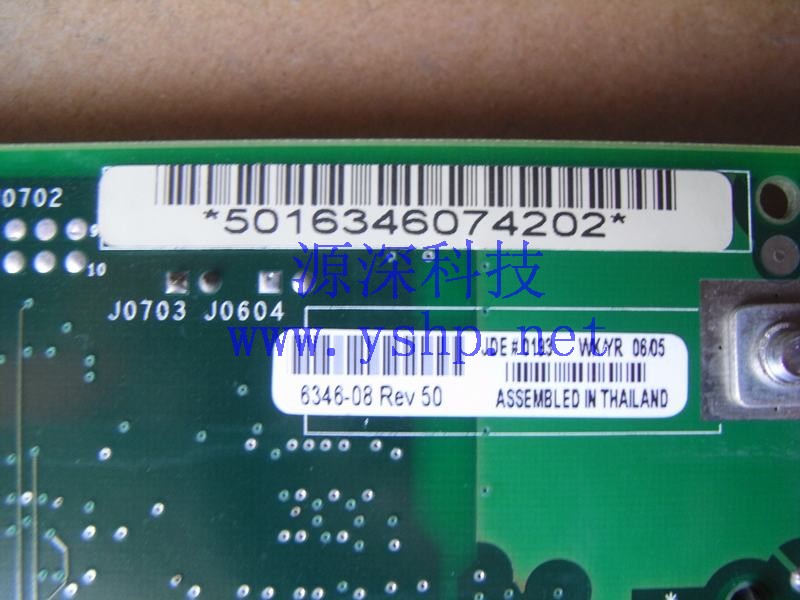 0702
*5016346074202*
9
10
源深科技
J0703 J0604
www.yshp.net
JDE # 0193 WK/YR 06/05
6346-08 Rev 50
ASSEMBLED IN THAILAND